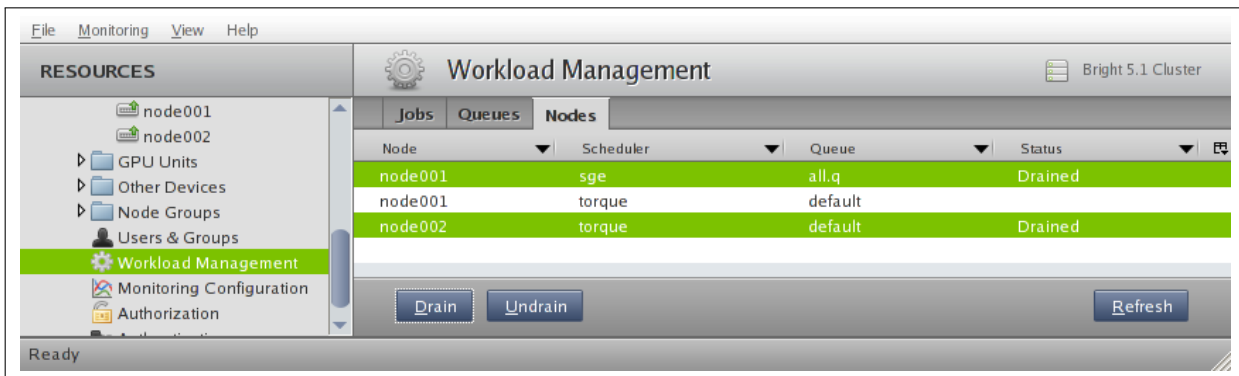 File Monitoring View Help
RESOURCES
Workload Management
Bright 5.1 Cluster
node001
node002
GPU Units
Other Devices
Node Groups
Users & Groups
Workload Management
Monitoring Configuration
Authorization
Jobs Queues Nodes
Node Scheduler Queue Status
node001 sge all.q Drained
node001 torque default
node002 torque default Drained
Drain Undrain Refresh
Ready